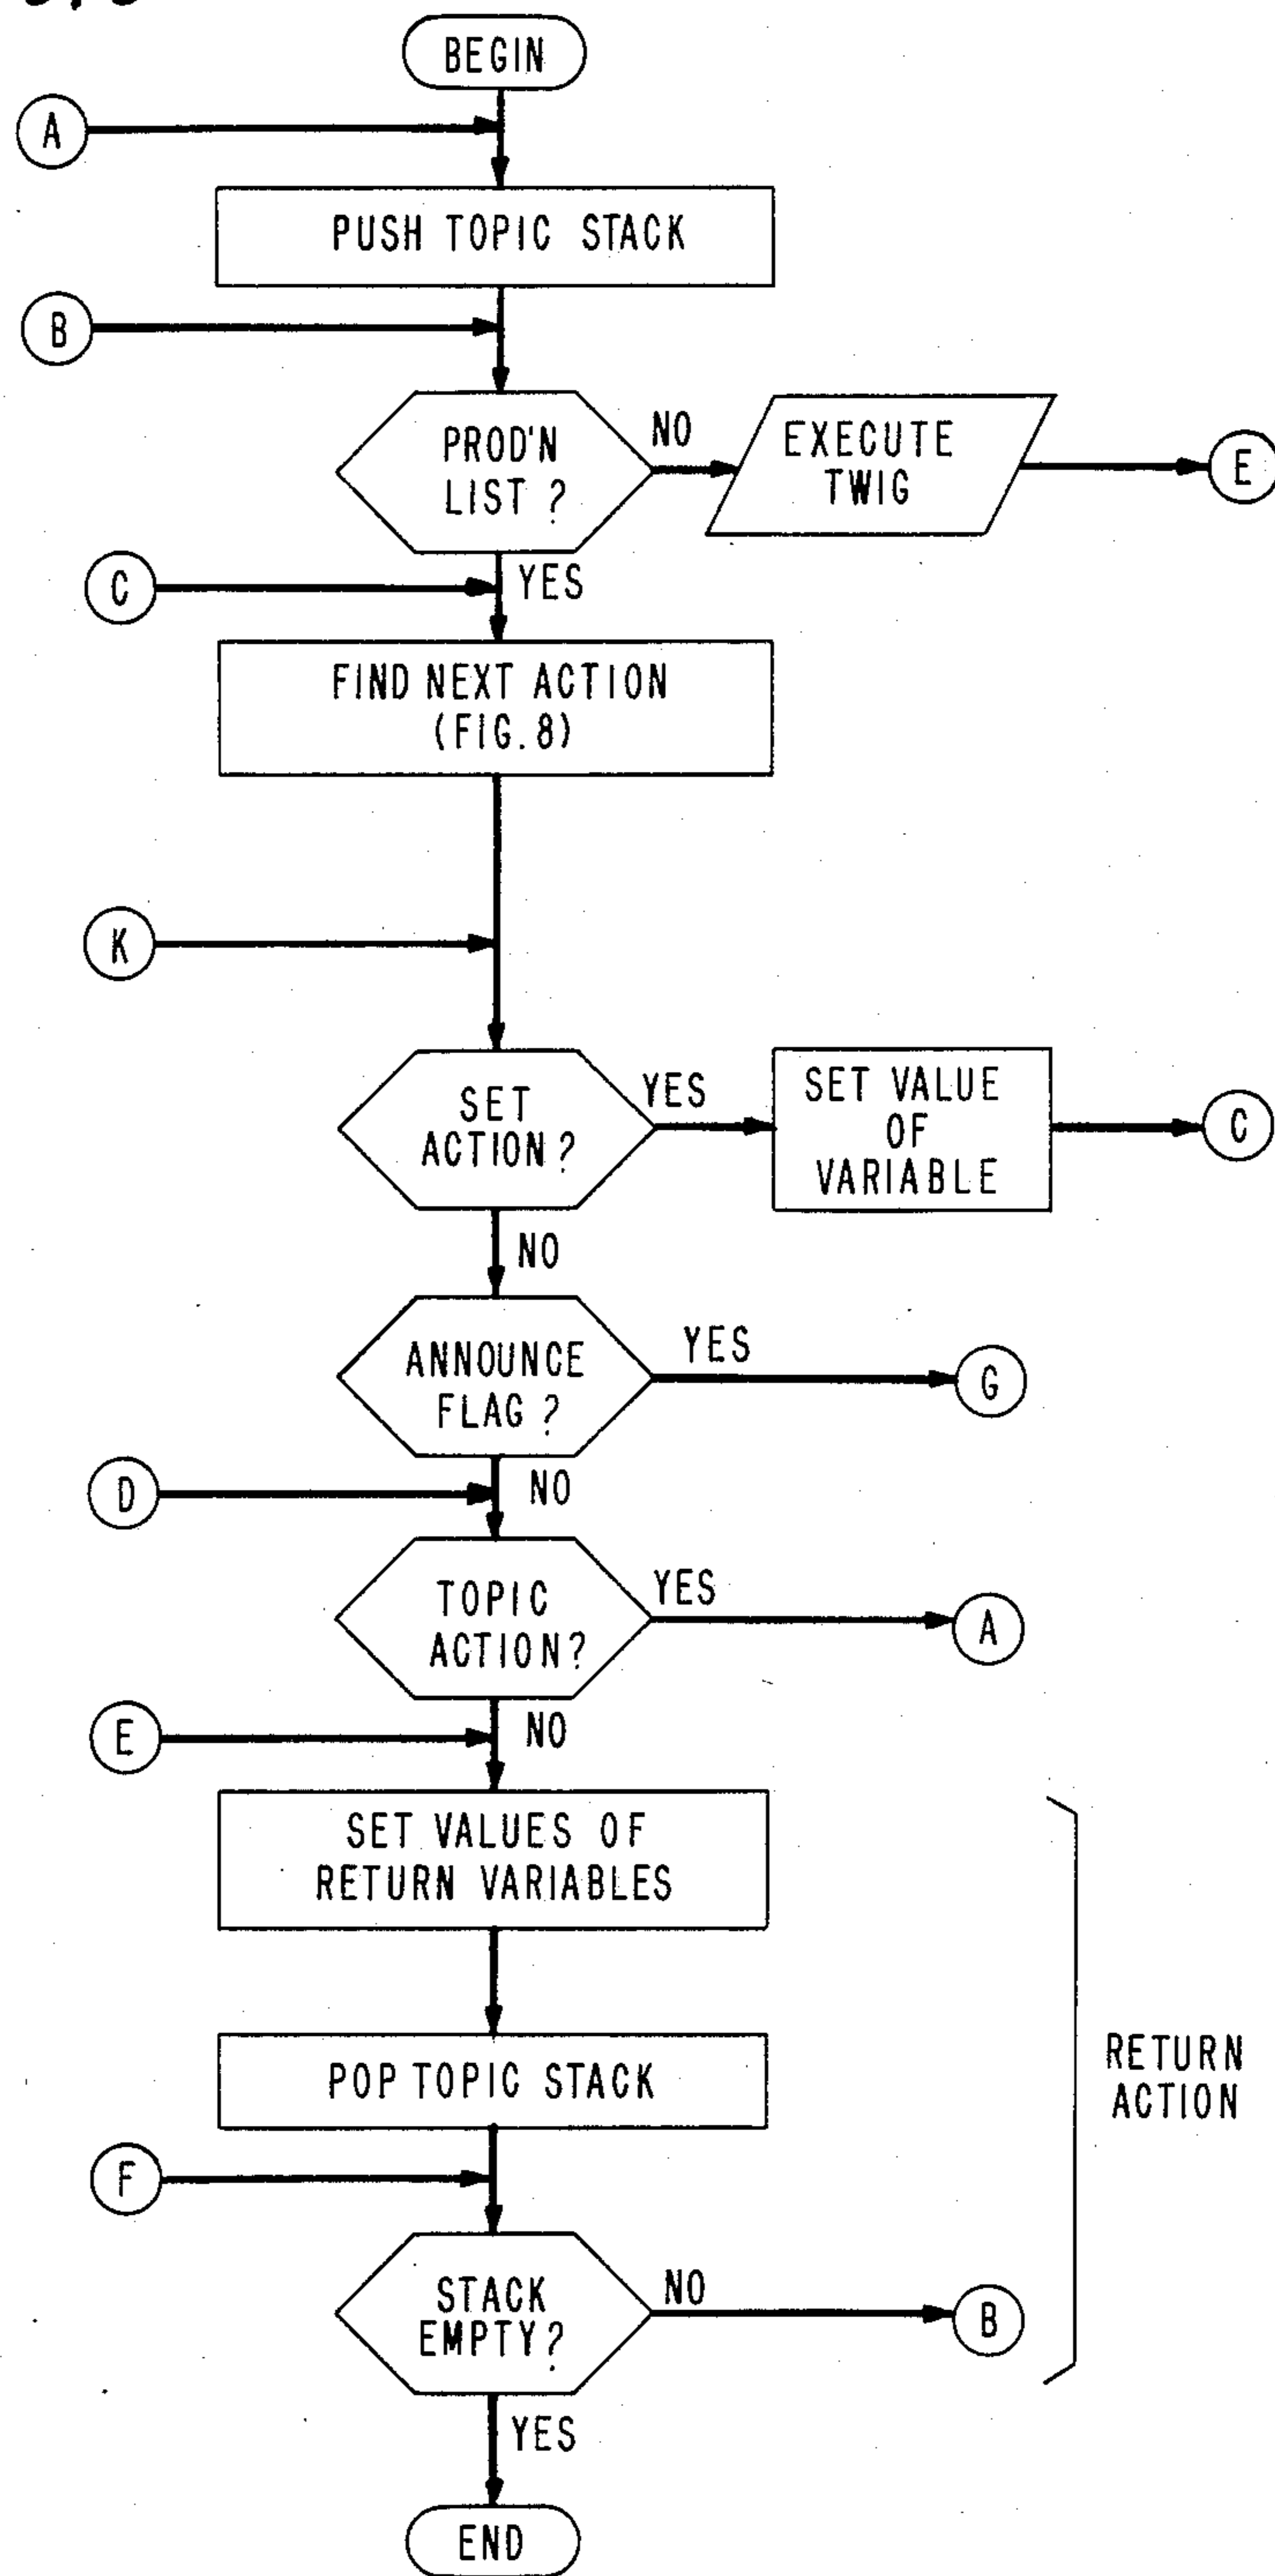 BEGIN
A
PUSH TOPIC STACK
B
PROD'N
LIST ?
NO
EXECUTE
TWIG
E
YES
C
FIND NEXT ACTION
(FIG. 8)
K
SET
ACTION ?
YES
SET VALUE
OF
VARIABLE
C
NO
ANNOUNCE
FLAG ?
YES
G
NO
D
TOPIC
ACTION?
YES
A
NO
E
SET VALUES OF
RETURN VARIABLES
POP TOPIC STACK
RETURN
ACTION
F
STACK
EMPTY?
NO
B
YES
END